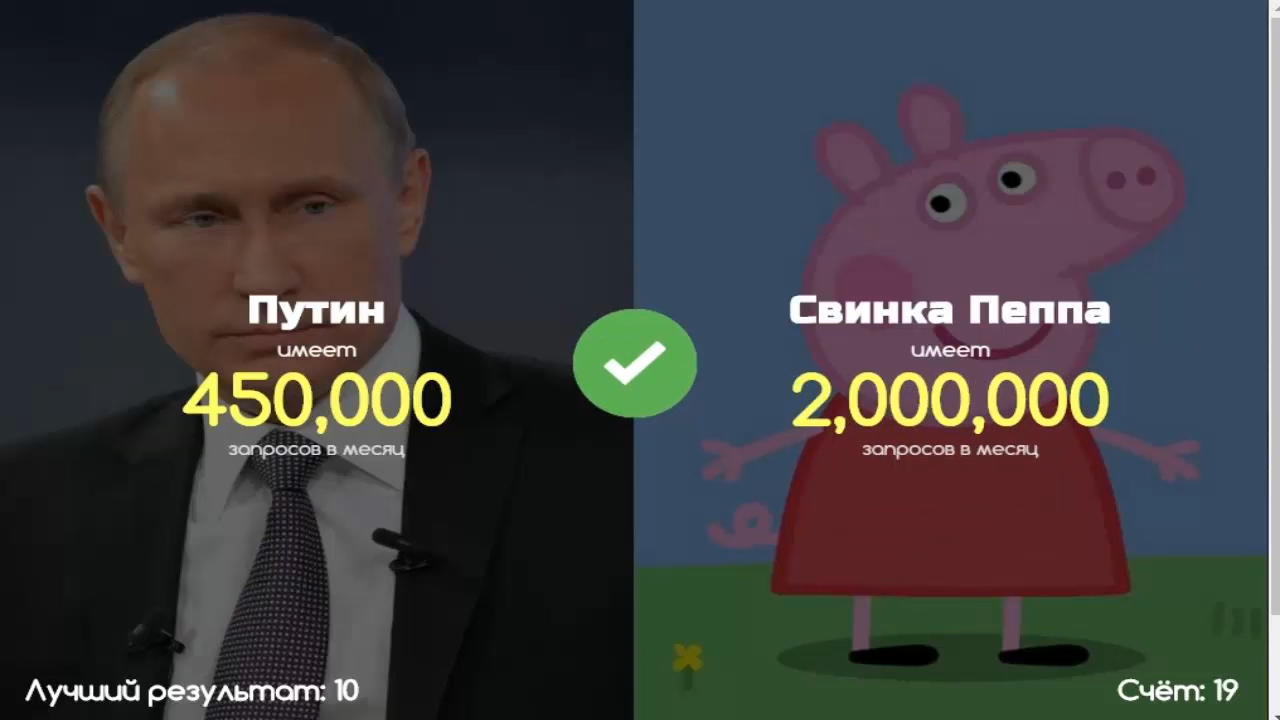 Путин
имеет
450,000
запросов в месяц
Свинка Пеппа
имеет
2,000,000
запросов в месяц
Лучший результат: 10
Счёт: 19